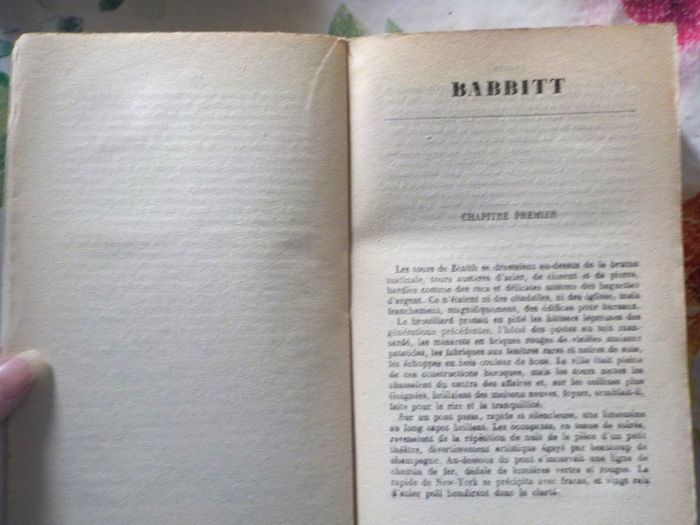 BABBITT
CHAPITRE PREMIER
Les tours de Zénith se dressaient au-dessus de la brume
matinale, tours austères d'acier, de ciment et de pierre,
hardies comme des rocs et délicates comme des baguettes
d'argent. Ce n'étaient ni des citadelles, ni des églises, mais
franchement, magnifiquement, des édifices pour bureaux.
Le brouillard prenait en pitié les bâtisses lépreuses des
générations précédentes, l'hôtel des postes au toit man-
sardé, les minarets en briques rouges de vieilles maisons
pataudes, les fabriques aux fenêtres rares et noires de suie,
les échoppes en bois couleur de boue. La ville était pleine
de ces constructions baroques, mais les tours nettes les
chassaient du centre des affaires et, sur les collines plus
éloignées, brillaient des maisons neuves, foyers, semblait-il,
faits pour le rire et la tranquillité.
Sur un pont passa, rapide et silencieuse, une limousine
au long capot brillant. Les occupants, en tenue de soirée,
revenaient de la répétition de nuit de la pièce d'un petit
théâtre, divertissement artistique égayé par beaucoup de
champagne. Au-dessous du pont s'incurvait une ligne de
chemin de fer, dédale de lumières vertes et rouges. Le
rapide de New-York se précipita avec fracas, et vingt rais
d'acier poli bondirent dans la clarté.